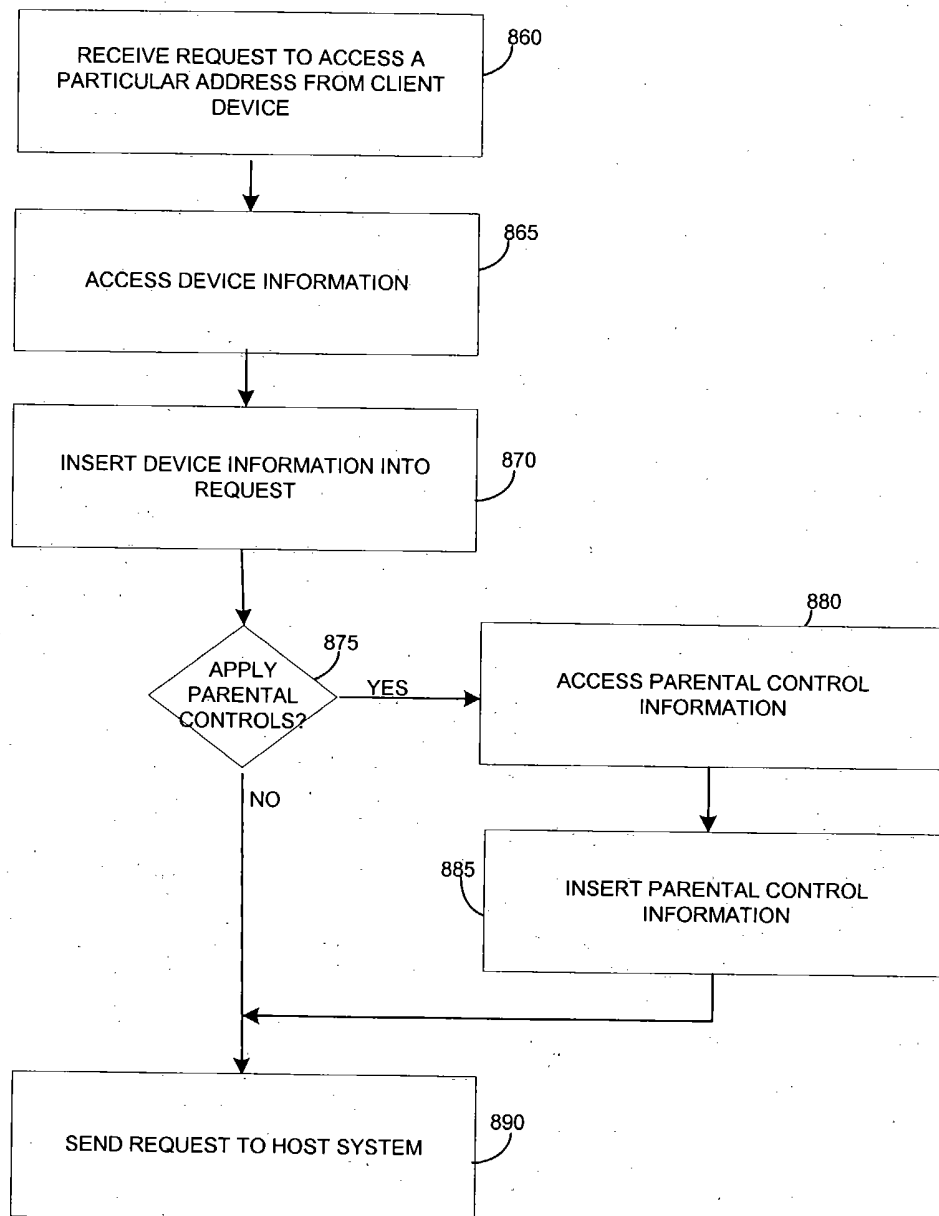 RECEIVE REQUEST TO ACCESS A
PARTICULAR ADDRESS FROM CLIENT
DEVICE
860
ACCESS DEVICE INFORMATION
865
INSERT DEVICE INFORMATION INTO
REQUEST
870
APPLY
PARENTAL
CONTROLS?
875
YES
NO
880
ACCESS PARENTAL CONTROL
INFORMATION
885
INSERT PARENTAL CONTROL
INFORMATION
SEND REQUEST TO HOST SYSTEM
890